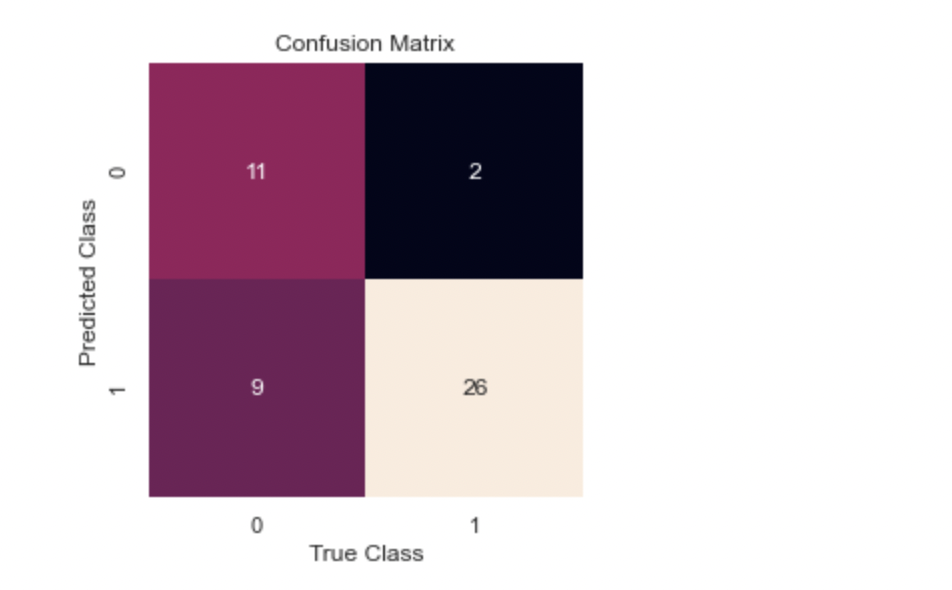 Confusion Matrix
0
11
2
Predicted Class
1
9
26
0
1
True Class